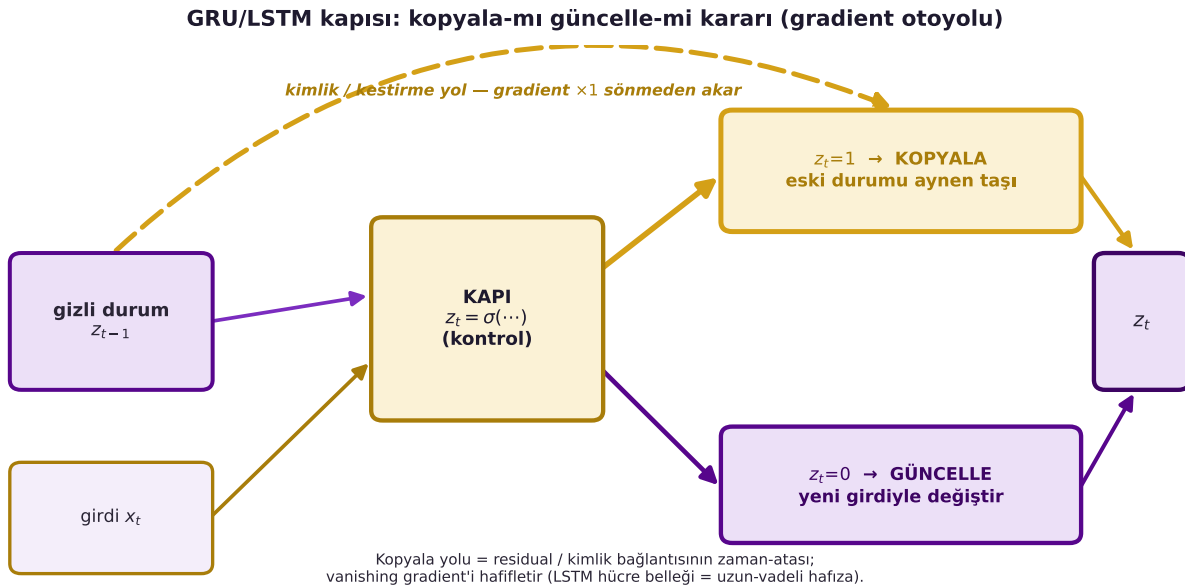 GRU/LSTM kapısı: kopyala-mı güncelle-mi kararı (gradient otoyolu)
kimlik / kestirme yol — gradient ×1 sönmeden akar
z_t=1 → KOPYALA
eski durumu aynen taşı
gizli durum
z_{t−1}
KAPI
z_t = σ(⋯)
(kontrol)
z_t
girdi x_t
z_t=0 → GÜNCELLE
yeni girdiyle değiştir
Kopyala yolu = residual / kimlik bağlantısının zaman-atası;
vanishing gradient'i hafifletir (LSTM hücre belleği = uzun-vadeli hafıza).